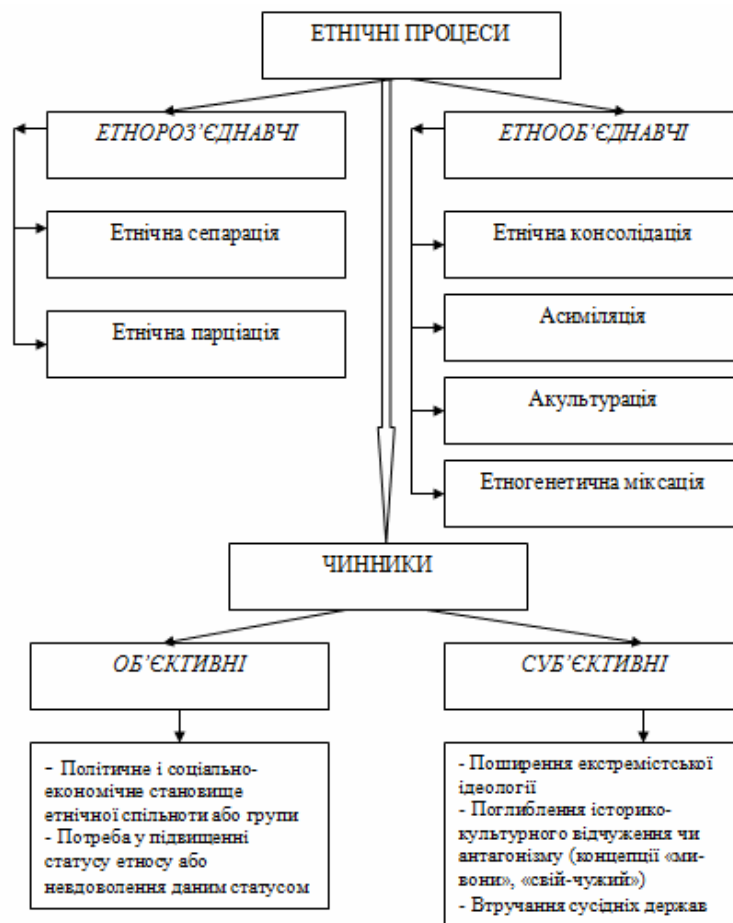 ЕТНІЧНІ ПРОЦЕСИ
ЕТНОРОЗ’ЄДНАВЧІ
Етнічна сепарація
Етнічна парціація
ЕТНООБ’ЄДНАВЧІ
Етнічна консолідація
Асиміляція
Акультурація
Етногенетична міксація
ЧИННИКИ
ОБ’ЄКТИВНІ
- Політичне і соціально-
економічне становище
етнічної спільноти або групи
- Потреба у підвищенні
статусу етносу або
невдоволення даним статусом
СУБ’ЄКТИВНІ
- Поширення екстремістської
ідеології
- Поглиблення історико-
культурного відчуження чи
антагонізму (концепції «ми-
вони», «свій-чужий»)
- Втручання сусідніх держав